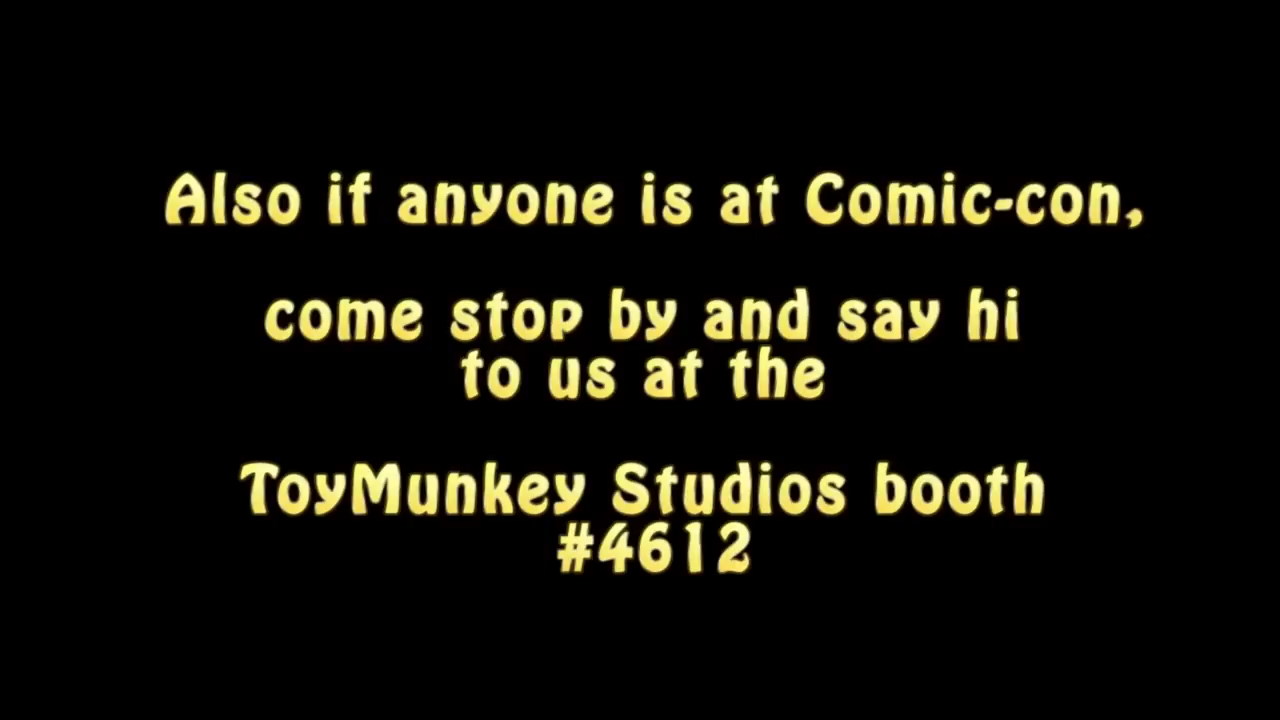 Also if anyone is at Comic-con,
come stop by and say hi
to us at the
ToyMunkey Studios booth
#4612